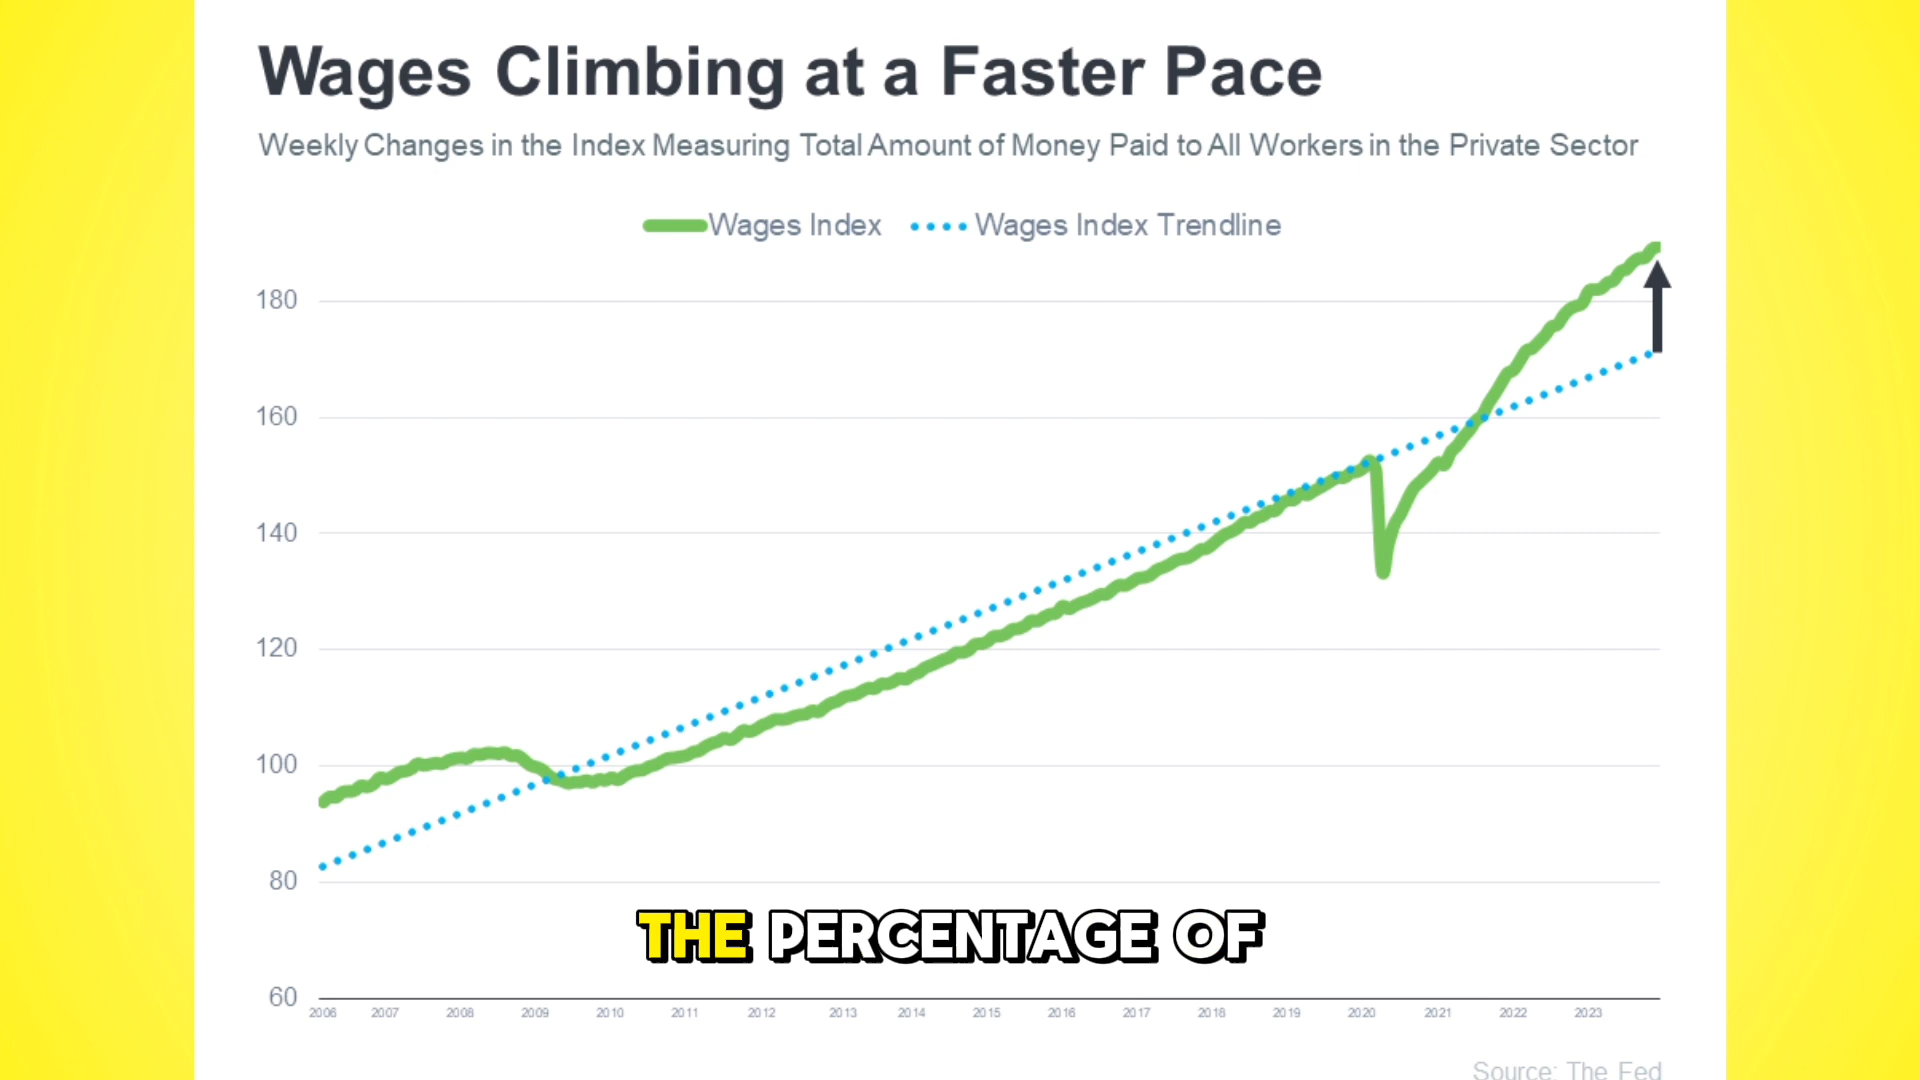 Wages Climbing at a Faster Pace
Weekly Changes in the Index Measuring Total Amount of Money Paid to All Workers in the Private Sector
Wages Index Wages Index Trendline
180
160
140
120
100
80
THE PERCENTAGE OF
60
2006 2007 2008 2009 2010 2011 2012 2013 2014 2015 2016 2017 2018 2019 2020 2021 2022 2023
Source: The Fed